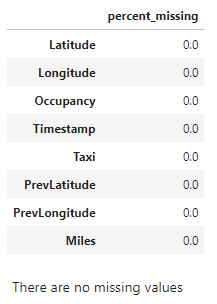 percent_missing
Latitude 0.0
Longitude 0.0
Occupancy 0.0
Timestamp 0.0
Taxi 0.0
PrevLatitude 0.0
PrevLongitude 0.0
Miles 0.0
There are no missing values